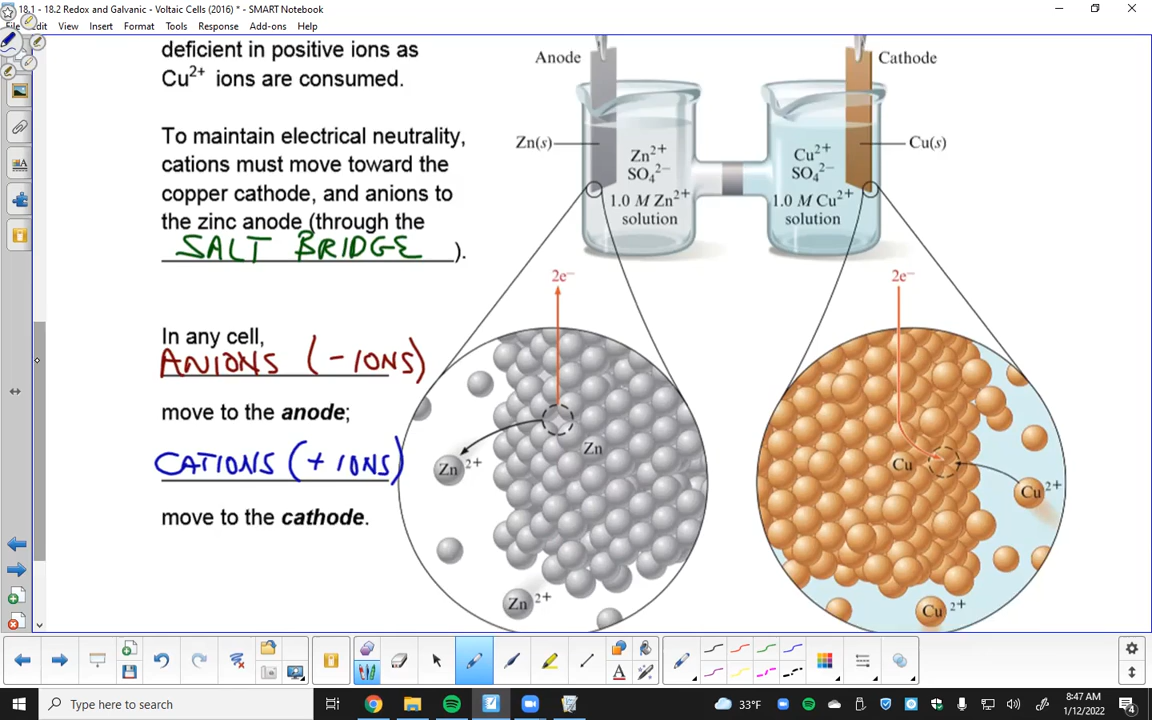 18.1 - 18.2 Redox and Galvanic - Voltaic Cells (2016) * - SMART Notebook
View Insert Format Tools Response Add-ons Help
deficient in positive ions as
Cu²⁺ ions are consumed.
To maintain electrical neutrality,
cations must move toward the
copper cathode, and anions to
the zinc anode (through the
SALT BRIDGE ).
In any cell,
ANIONS (- IONS)
move to the anode;
CATIONS (+ IONS)
move to the cathode.
Anode
Cathode
Zn(s)
Cu(s)
Zn²⁺
SO₄²⁻
1.0 M Zn²⁺
solution
Cu²⁺
SO₄²⁻
1.0 M Cu²⁺
solution
2e⁻
2e⁻
Zn
Zn²⁺
Zn²⁺
Cu
Cu²⁺
Cu²⁺
Type here to search
33°F
8:47 AM
1/12/2022
4